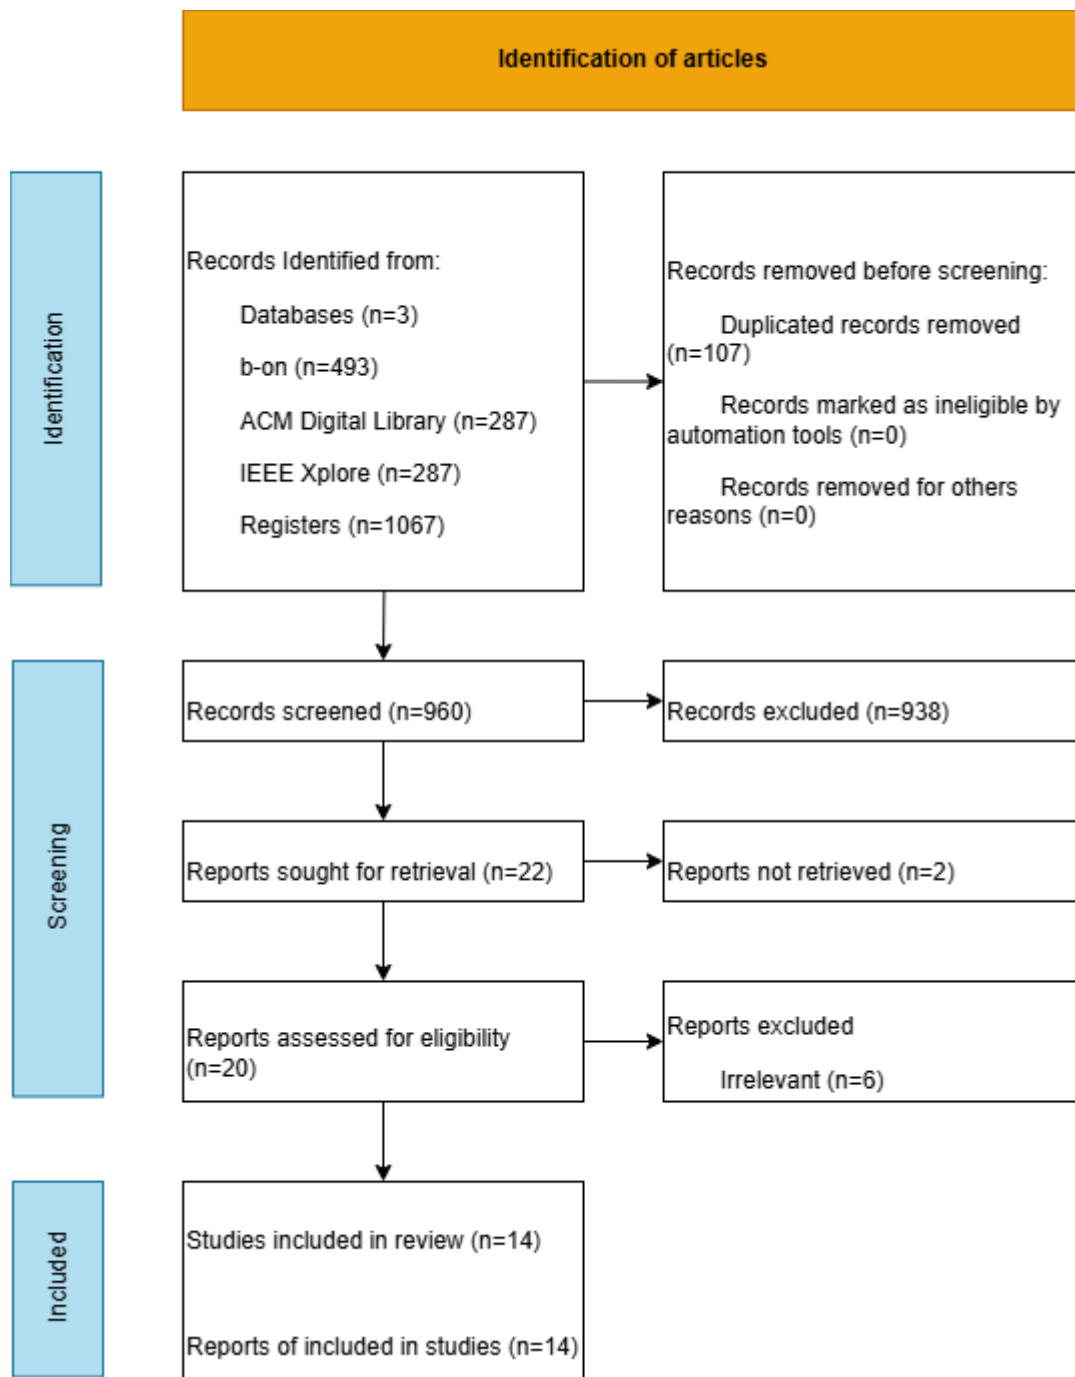 Identification of articles
Identification
Records Identified from:
Databases (n=3)
b-on (n=493)
ACM Digital Library (n=287)
IEEE Xplore (n=287)
Registers (n=1067)
Records removed before screening:
Duplicated records removed
(n=107)
Records marked as ineligible by
automation tools (n=0)
Records removed for others
reasons (n=0)
Screening
Records screened (n=960)
Records excluded (n=938)
Reports sought for retrieval (n=22)
Reports not retrieved (n=2)
Reports assessed for eligibility
(n=20)
Reports excluded
Irrelevant (n=6)
Included
Studies included in review (n=14)
Reports of included in studies (n=14)